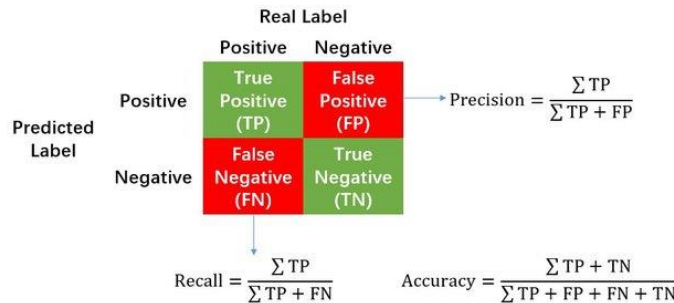 Real Label
Positive Negative
Predicted Label
Positive
True Positive (TP)
False Positive (FP)
Precision = ∑ TP / ∑ TP + FP
Negative
False Negative (FN)
True Negative (TN)
Recall = ∑ TP / ∑ TP + FN
Accuracy = ∑ TP + TN / ∑ TP + FP + FN + TN